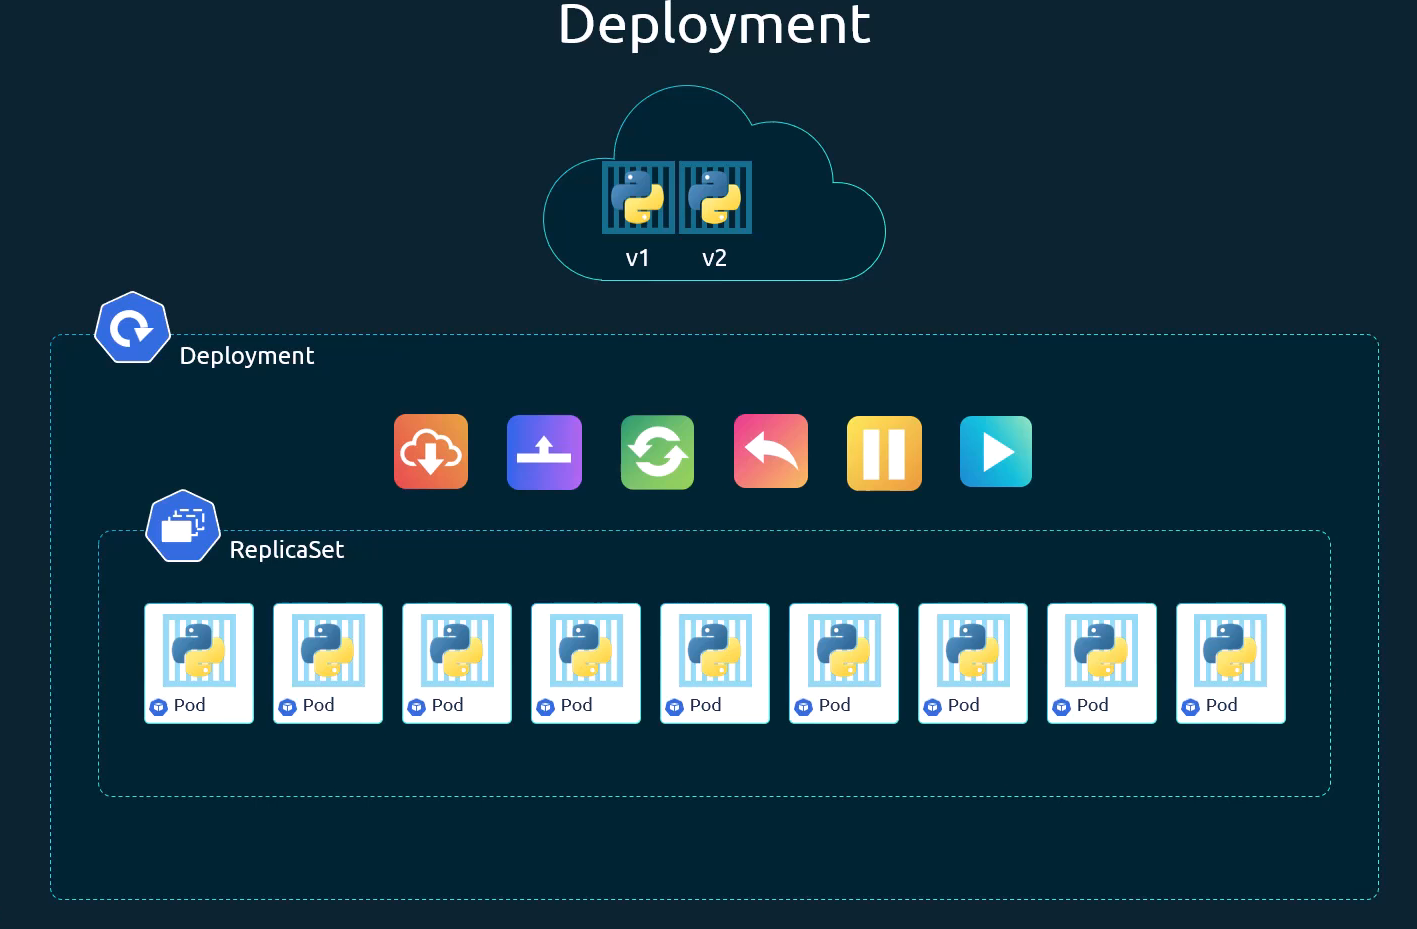 Deployment
v1 v2
Deployment
ReplicaSet
Pod Pod Pod Pod Pod Pod Pod Pod Pod